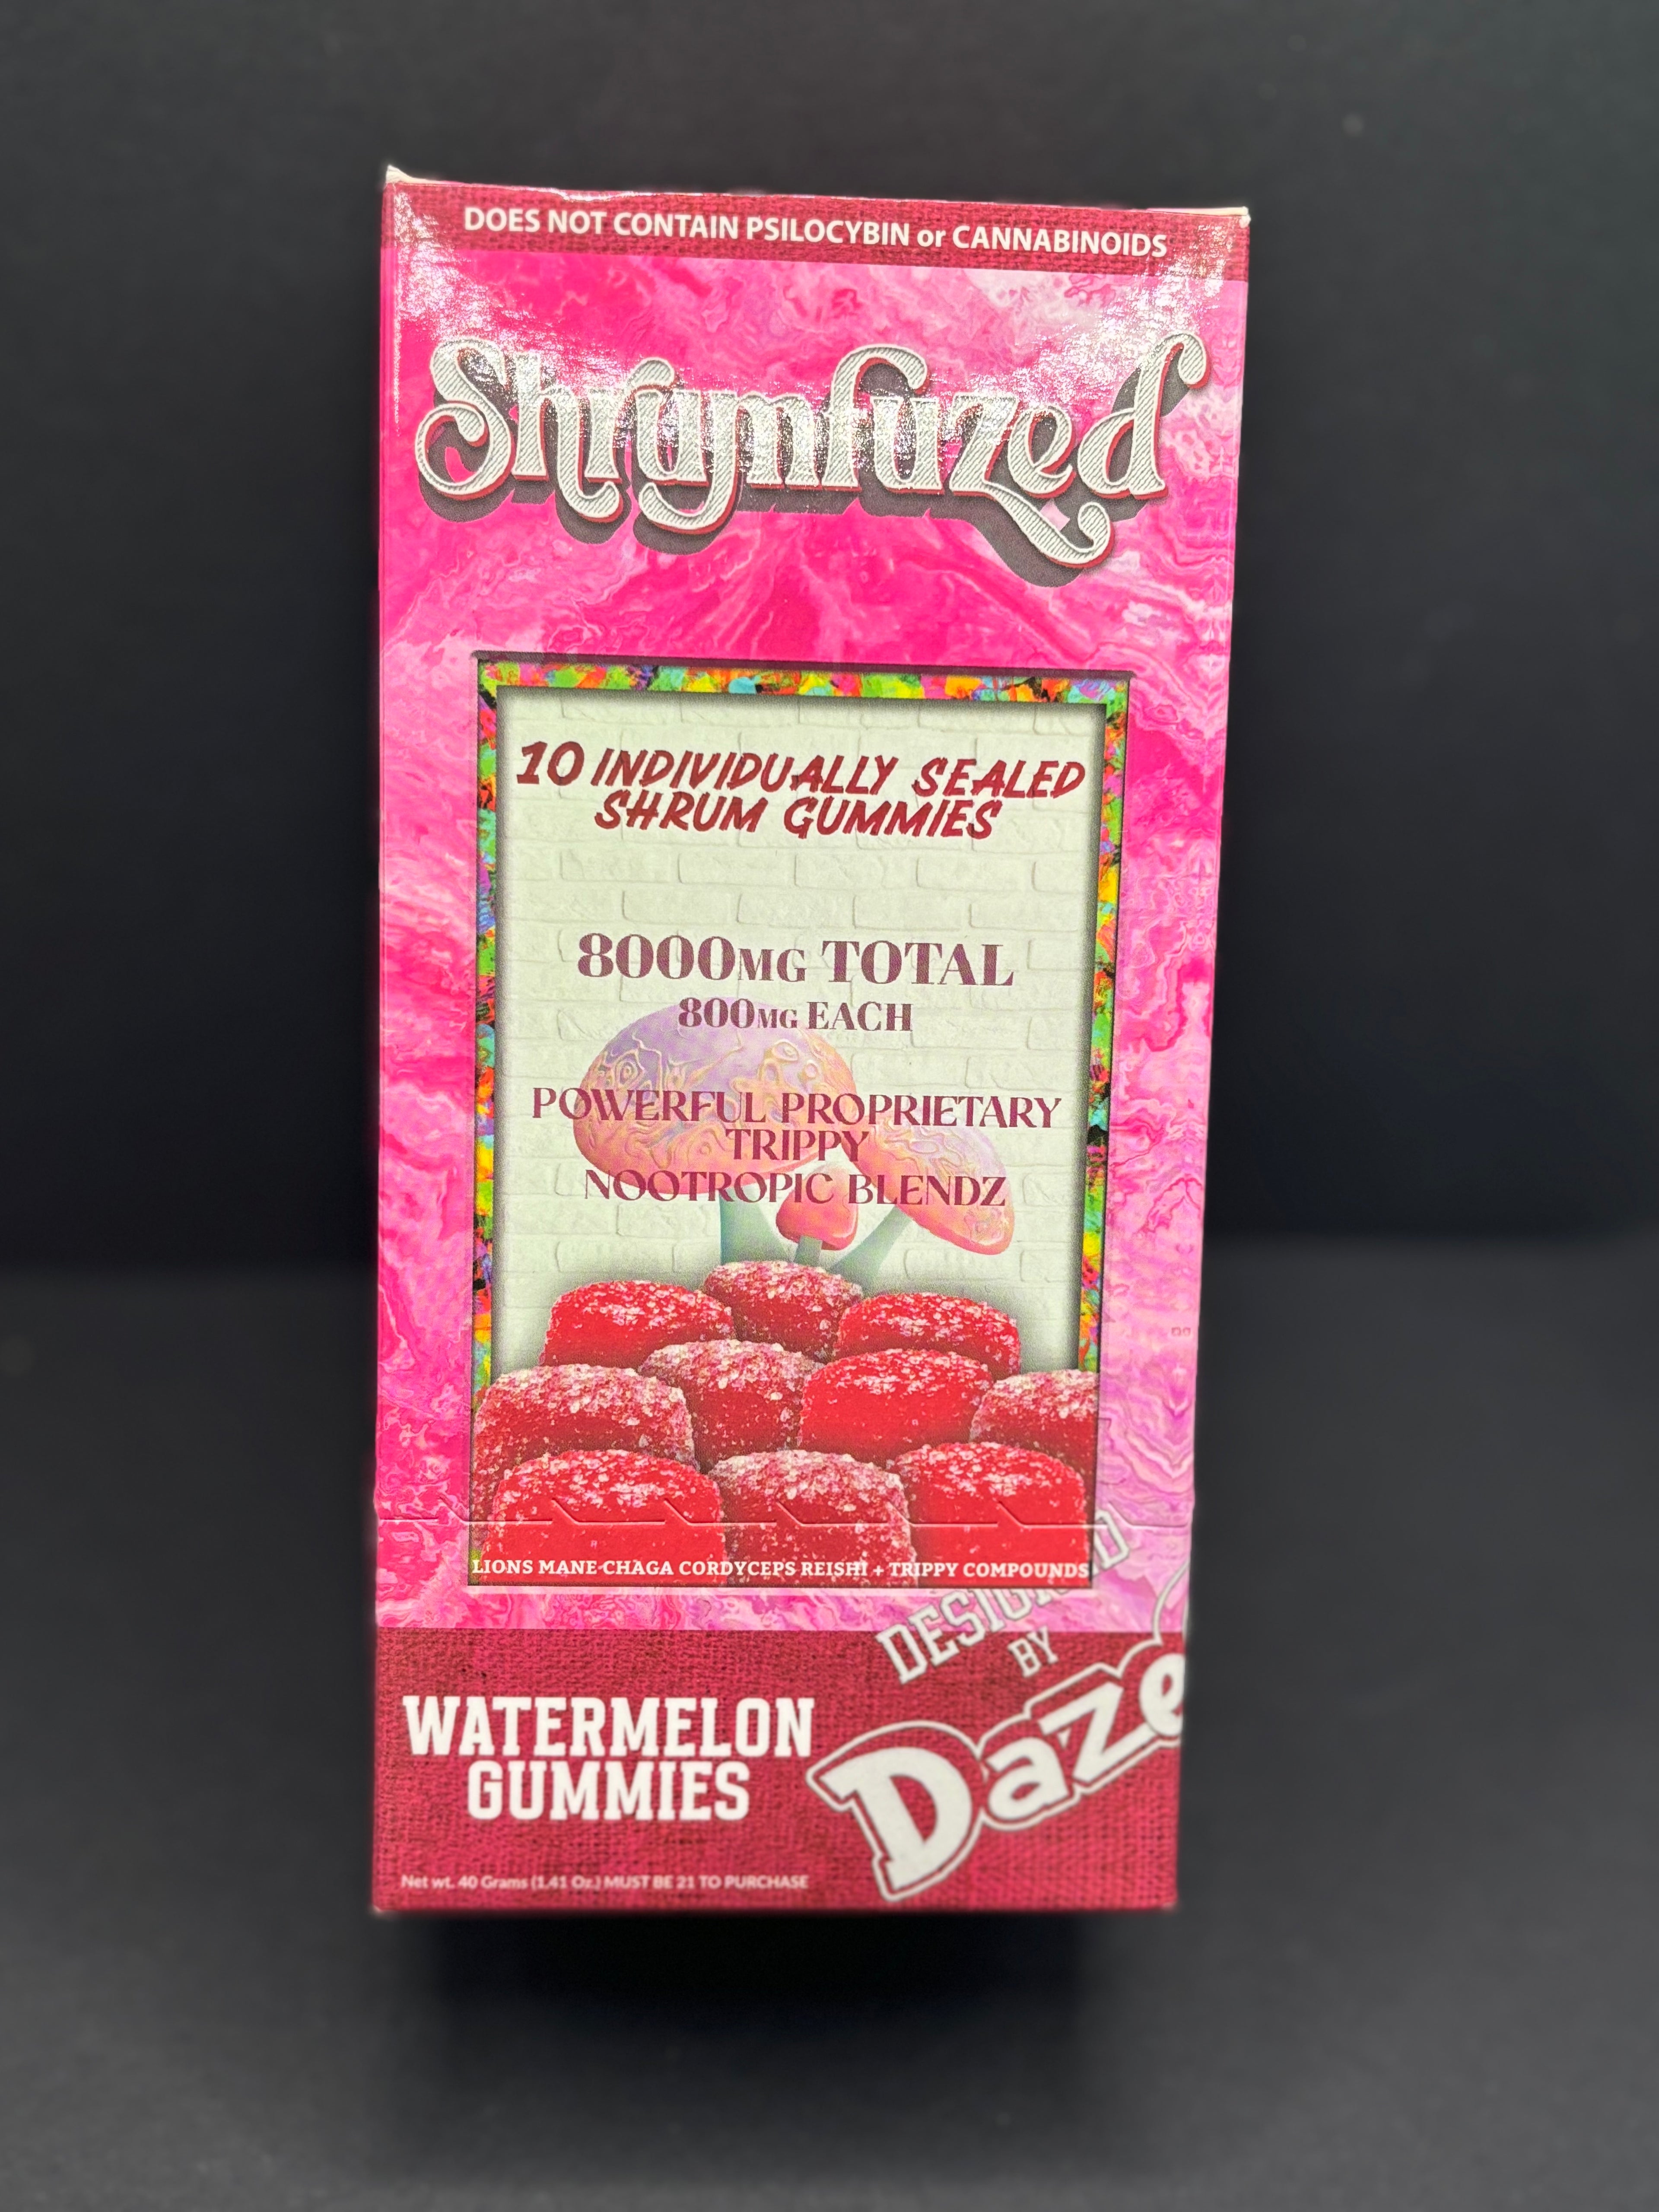 DOES NOT CONTAIN PSILOCYBIN or CANNABINOIDS
Shrumfuzed
10 INDIVIDUALLY SEALED
SHRUM GUMMIES
8000MG TOTAL
800MG EACH
POWERFUL PROPRIETARY
TRIPPY
NOOTROPIC BLENDZ
LIONS MANE-CHAGA CORDYCEPS REISHI + TRIPPY COMPOUNDS
DESIGNED
BY
Daze
WATERMELON
GUMMIES
Net wt. 40 Grams (1.41 Oz.) MUST BE 21 TO PURCHASE